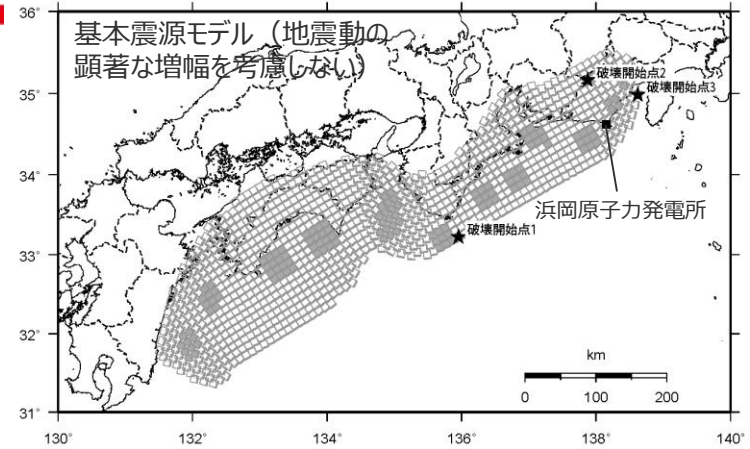 基本震源モデル（地震動の
顕著な増幅を考慮しない）
36°
35°
34°
33°
32°
31°
破壊開始点2
破壊開始点3
浜岡原子力発電所
破壊開始点1
km
0 100 200
130° 132° 134° 136° 138° 140°